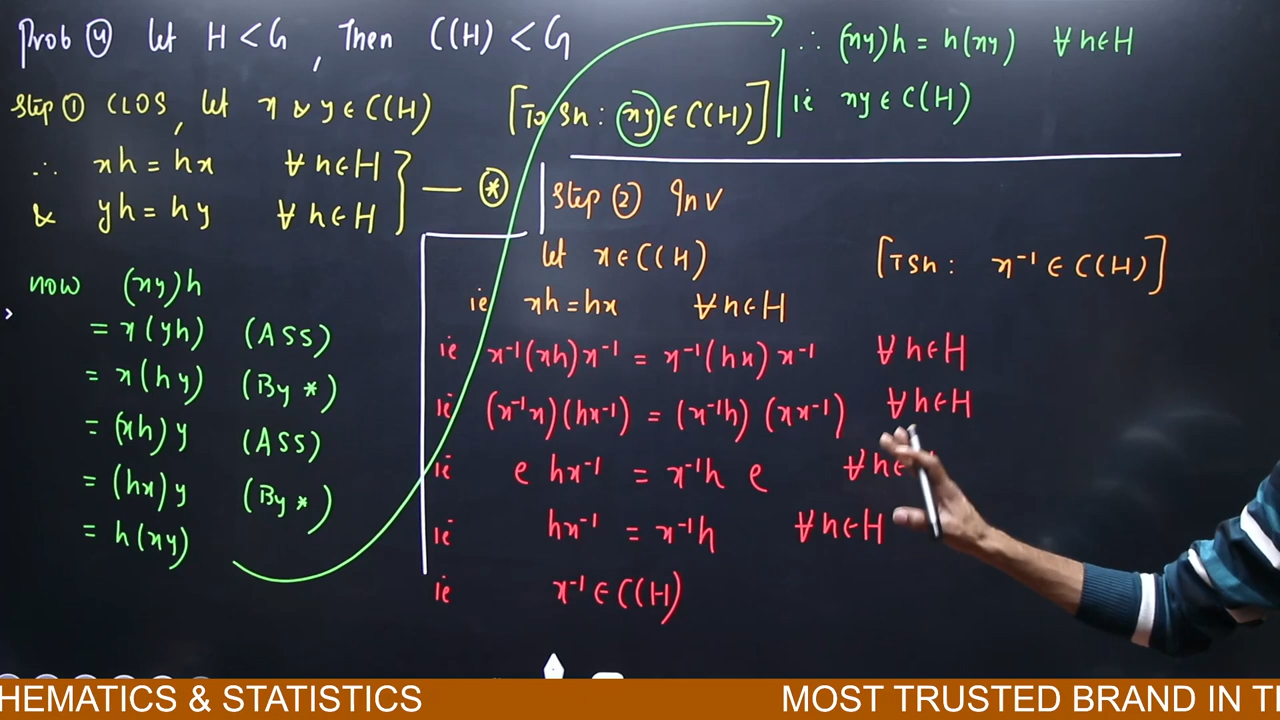 Prob ④ Let H < G, Then C(H) < G
Step ① CLOS, Let x & y ∈ C(H) [To Sh : xy ∈ C(H)]
∴ xh = hx ∀ h ∈ H
& yh = hy ∀ h ∈ H — ⊛
now (xy)h
= x(yh) (ASS)
= x(hy) (By *)
= (xh)y (ASS)
= (hx)y (By *)
= h(xy)
∴ (xy)h = h(xy) ∀ h ∈ H
ie xy ∈ C(H)
Step ② Inv
Let x ∈ C(H) [TSh : x⁻¹ ∈ C(H)]
ie xh = hx ∀ h ∈ H
ie x⁻¹(xh)x⁻¹ = x⁻¹(hx)x⁻¹ ∀ h ∈ H
ie (x⁻¹x)(hx⁻¹) = (x⁻¹h)(xx⁻¹) ∀ h ∈ H
ie e hx⁻¹ = x⁻¹h e ∀ h ∈
ie hx⁻¹ = x⁻¹h ∀ h ∈ H
ie x⁻¹ ∈ C(H)
HEMATICS & STATISTICS MOST TRUSTED BRAND IN